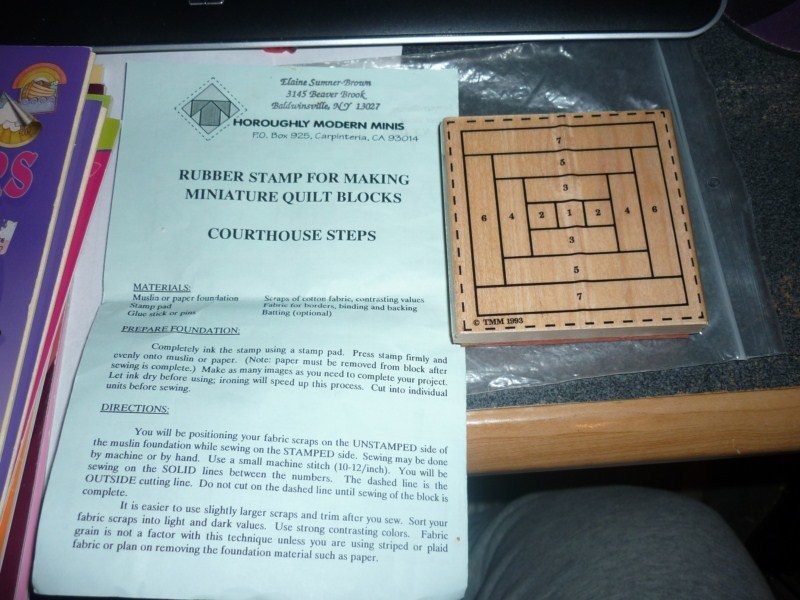 Elaine Sumner-Brown
3145 Beaver Brook
Baldwinsville, NY 13027
HOROUGHLY MODERN MINIS
P.O. Box 925, Carpinteria, CA 93014
RUBBER STAMP FOR MAKING
MINIATURE QUILT BLOCKS
COURTHOUSE STEPS
MATERIALS:
Muslin or paper foundation Scraps of cotton fabric, contrasting values
Stamp pad Fabric for borders, binding and backing
Glue stick or pins Batting (optional)
PREPARE FOUNDATION:
Completely ink the stamp using a stamp pad. Press stamp firmly and
evenly onto muslin or paper. (Note: paper must be removed from block after
sewing is complete.) Make as many images as you need to complete your project.
Let ink dry before using; ironing will speed up this process. Cut into individual
units before sewing.
DIRECTIONS:
You will be positioning your fabric scraps on the UNSTAMPED side of
the muslin foundation while sewing on the STAMPED side. Sewing may be done
by machine or by hand. Use a small machine stitch (10-12/inch). You will be
sewing on the SOLID lines between the numbers. The dashed line is the
OUTSIDE cutting line. Do not cut on the dashed line until sewing of the block is
complete.
It is easier to use slightly larger scraps and trim after you sew. Sort your
fabric scraps into light and dark values. Use strong contrasting colors. Fabric
grain is not a factor with this technique unless you are using striped or plaid
fabric or plan on removing the foundation material such as paper.
7
5
3
6 4 2 1 2 4 6
3
5
7
© TMM 1993
RS